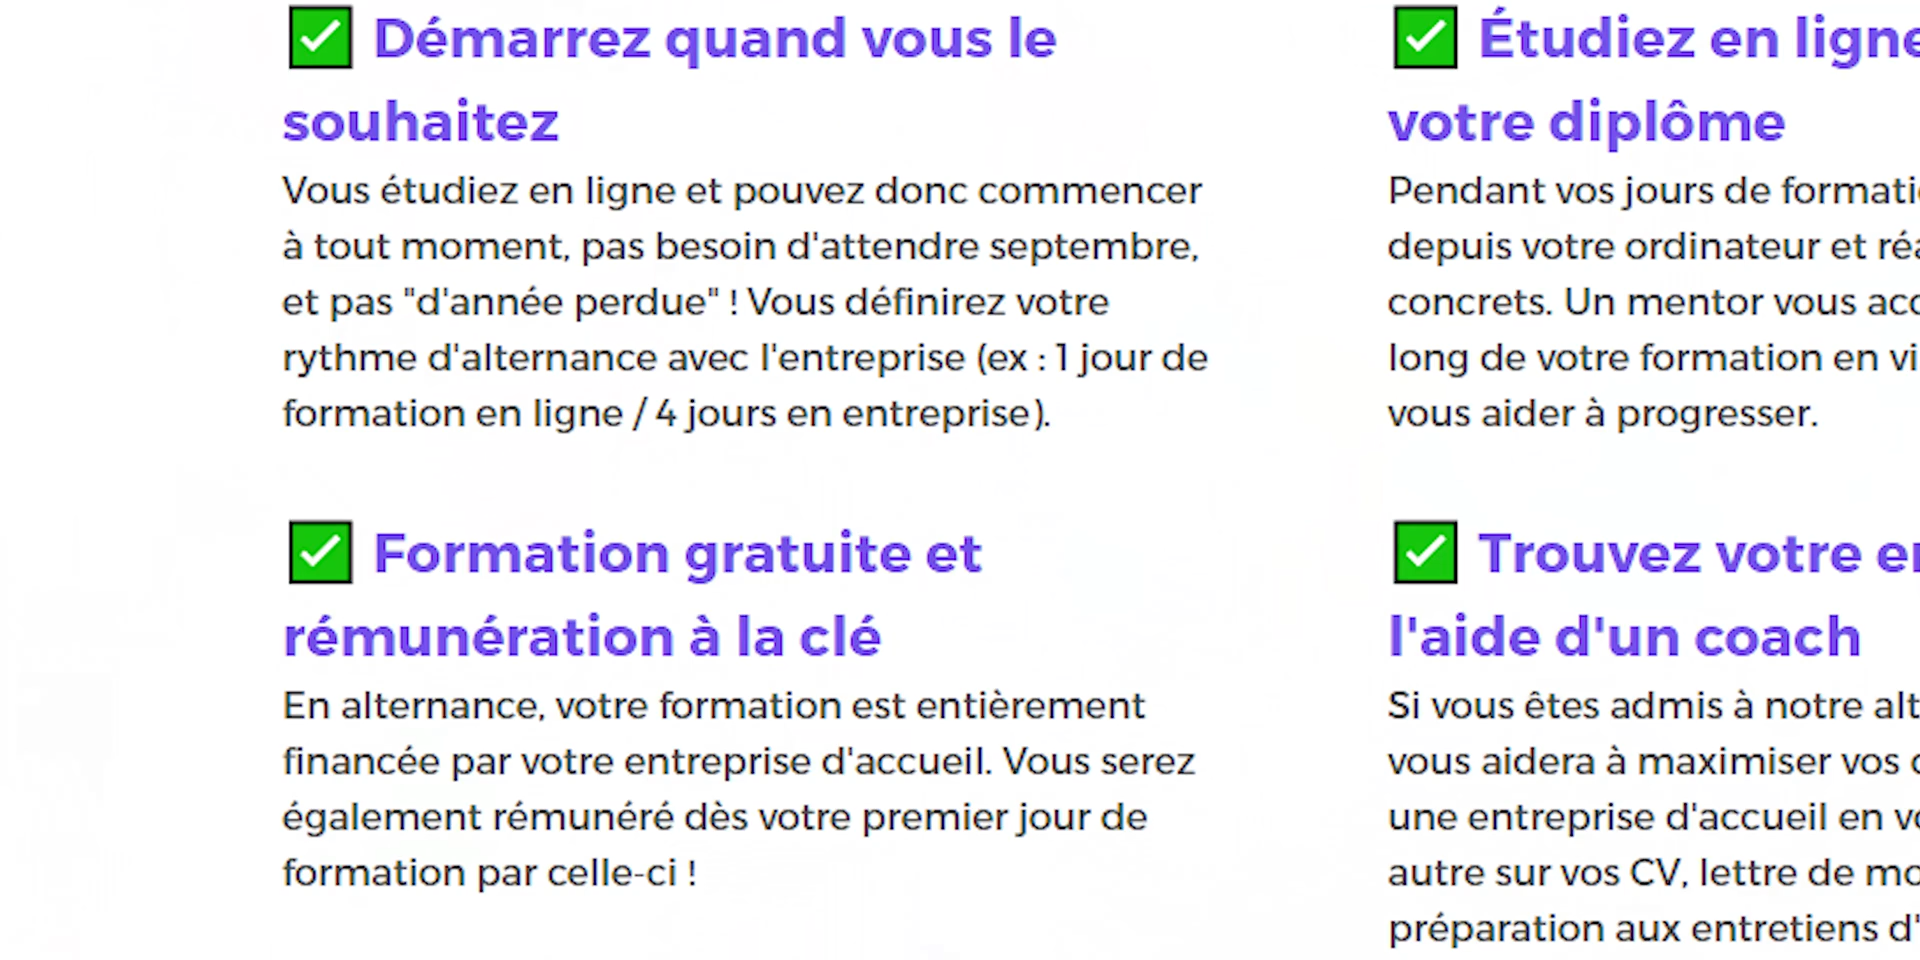 ✅ Démarrez quand vous le
souhaitez
Vous étudiez en ligne et pouvez donc commencer
à tout moment, pas besoin d'attendre septembre,
et pas "d'année perdue" ! Vous définirez votre
rythme d'alternance avec l'entreprise (ex : 1 jour de
formation en ligne / 4 jours en entreprise).
✅ Étudiez en ligne
votre diplôme
Pendant vos jours de
depuis votre ordinateur et
concrets. Un mentor vous
long de votre formation en
vous aider à progresser.
✅ Formation gratuite et
rémunération à la clé
En alternance, votre formation est entièrement
financée par votre entreprise d'accueil. Vous serez
également rémunéré dès votre premier jour de
formation par celle-ci !
✅ Trouvez votre
l'aide d'un coach
Si vous êtes admis à notre
vous aidera à maximiser vos
une entreprise d'accueil en
autre sur vos CV, lettre de
préparation aux entretiens d'